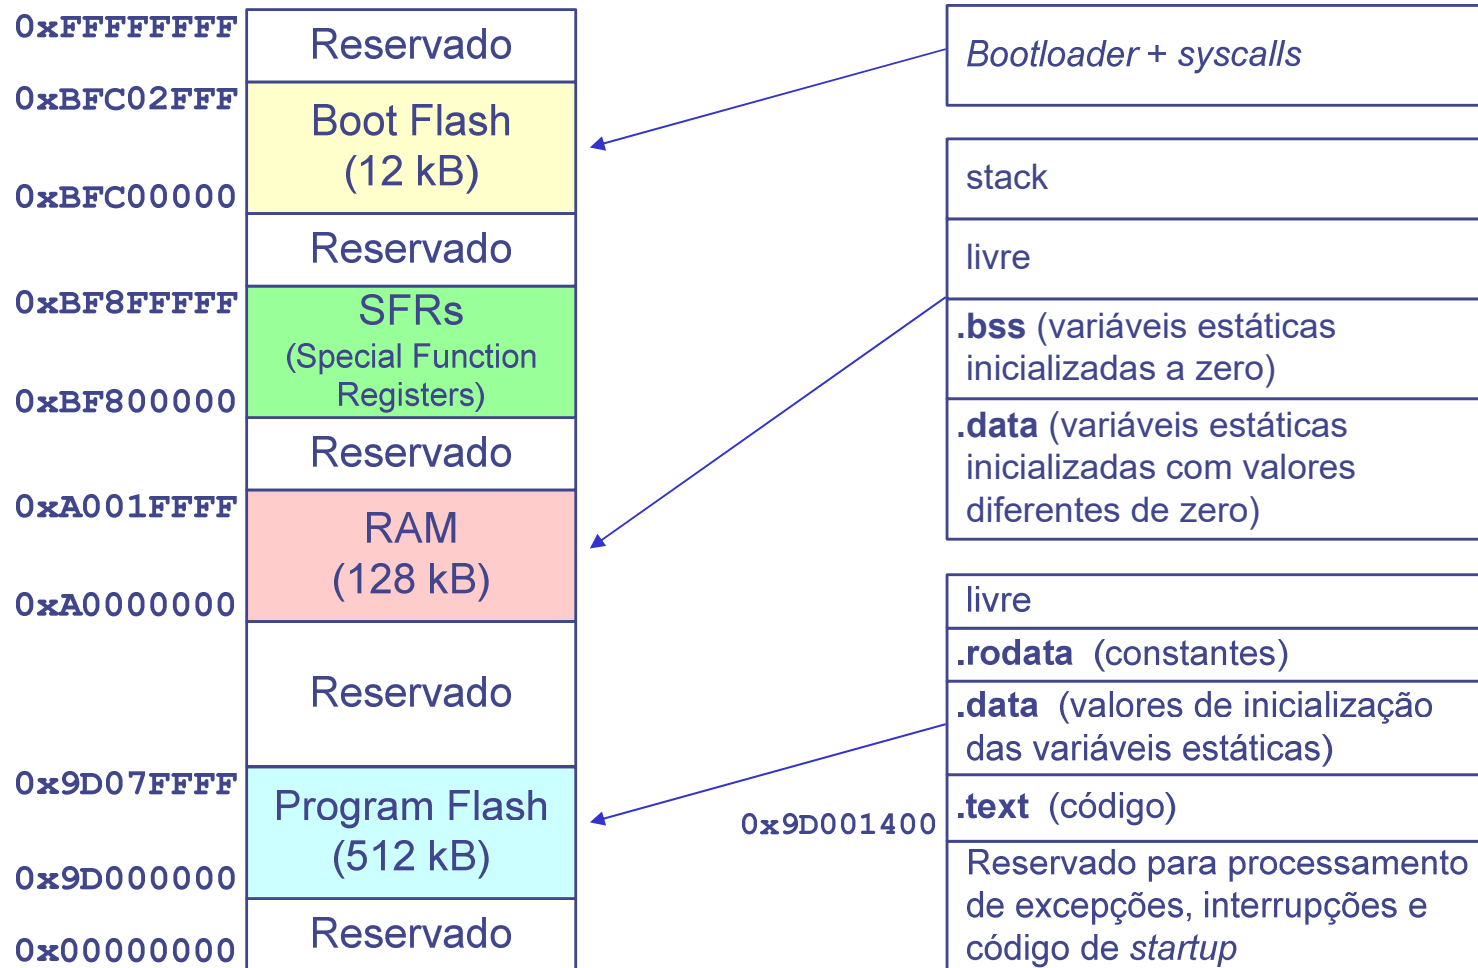 0xFFFFFFFF
Reservado
0xBFC02FFF
Boot Flash
(12 kB)
0xBFC00000
Reservado
0xBF8FFFFF
SFRs
(Special Function
Registers)
0xBF800000
Reservado
0xA001FFFF
RAM
(128 kB)
0xA0000000
Reservado
0x9D07FFFF
Program Flash
(512 kB)
0x9D000000
Reservado
0x00000000
Bootloader + syscalls
stack
livre
.bss (variáveis estáticas
inicializadas a zero)
.data (variáveis estáticas
inicializadas com valores
diferentes de zero)
livre
.rodata (constantes)
.data (valores de inicialização
das variáveis estáticas)
.text (código)
0x9D001400
Reservado para processamento
de excepções, interrupções e
código de startup